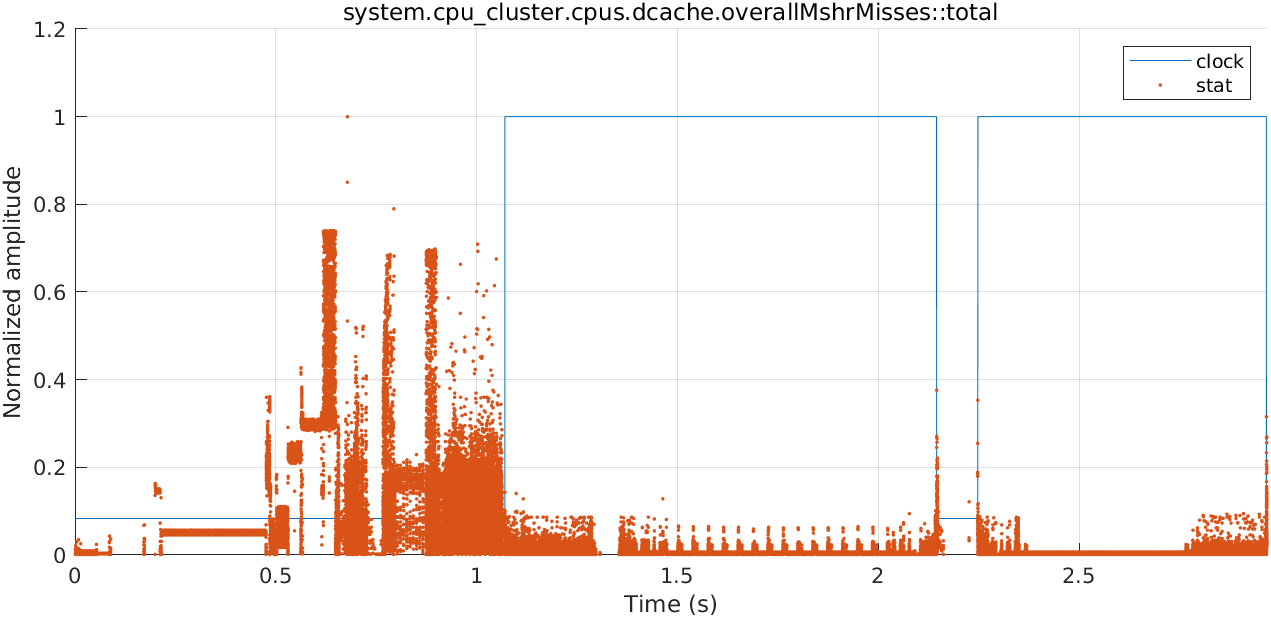 system.cpu_cluster.cpus.dcache.overallMshrMisses::total
1.2
1
0.8
0.6
0.4
0.2
0
Normalized amplitude
clock
stat
0
0.5
1
1.5
2
2.5
Time (s)